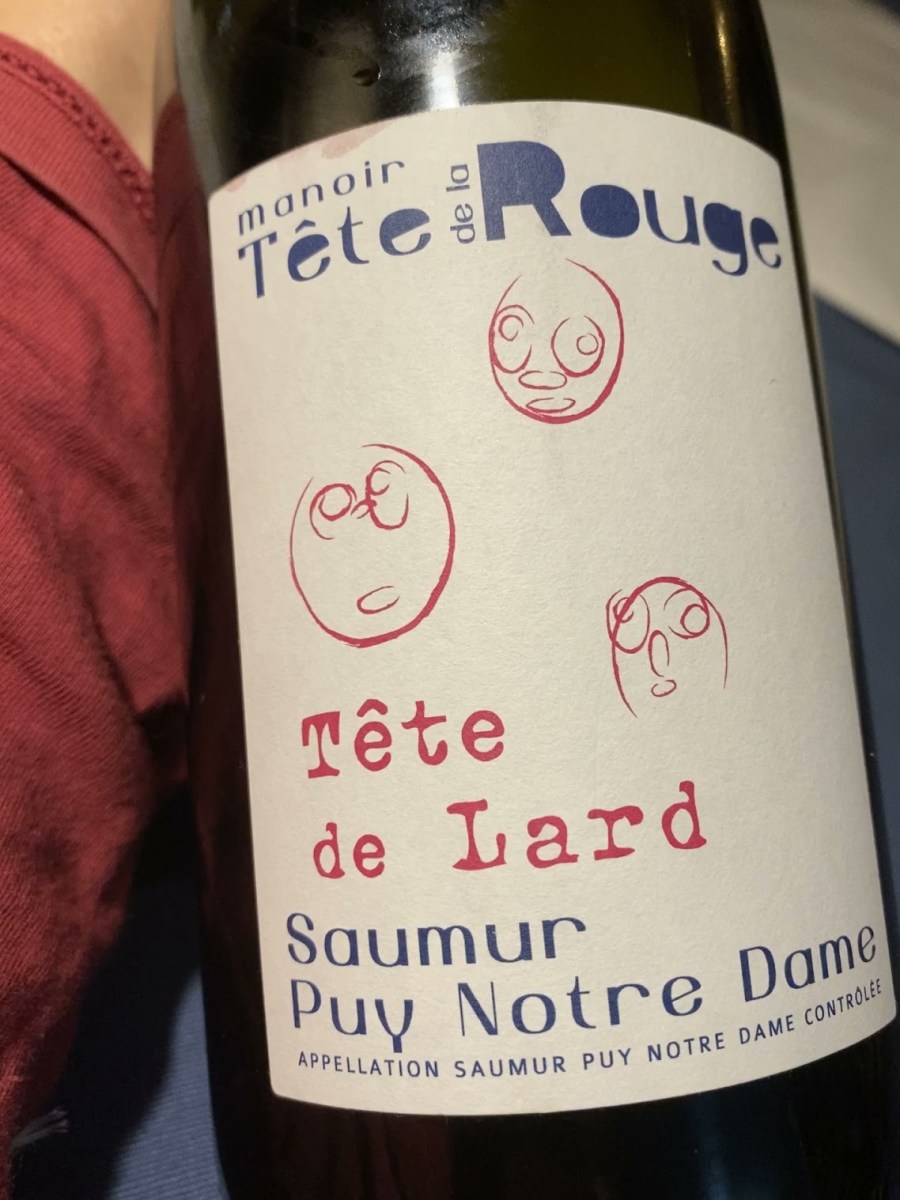 manoir
Tête de la Rouge
Tête
de Lard
Saumur
Puy Notre Dame
APPELLATION SAUMUR PUY NOTRE DAME CONTRÔLÉE